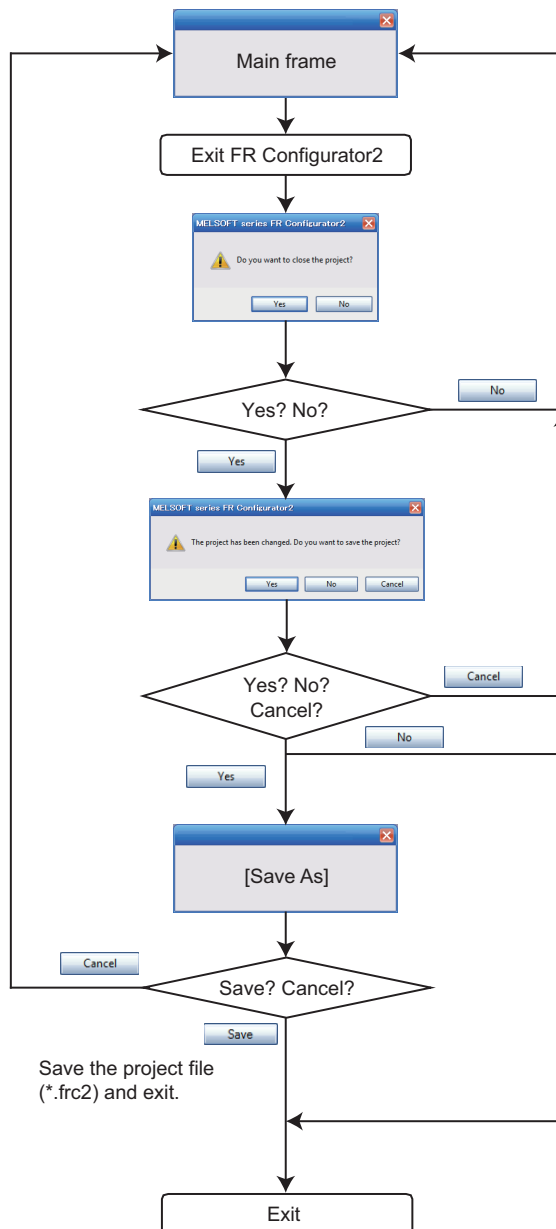 Main frame
Exit FR Configurator2
MELSOFT series FR Configurator2
Do you want to close the project?
Yes No
Yes? No?
No
Yes
MELSOFT series FR Configurator2
The project has been changed. Do you want to save the project?
Yes No Cancel
Yes? No?
Cancel?
Cancel
No
Yes
[Save As]
Cancel
Save? Cancel?
Save
Save the project file
(*.frc2) and exit.
Exit